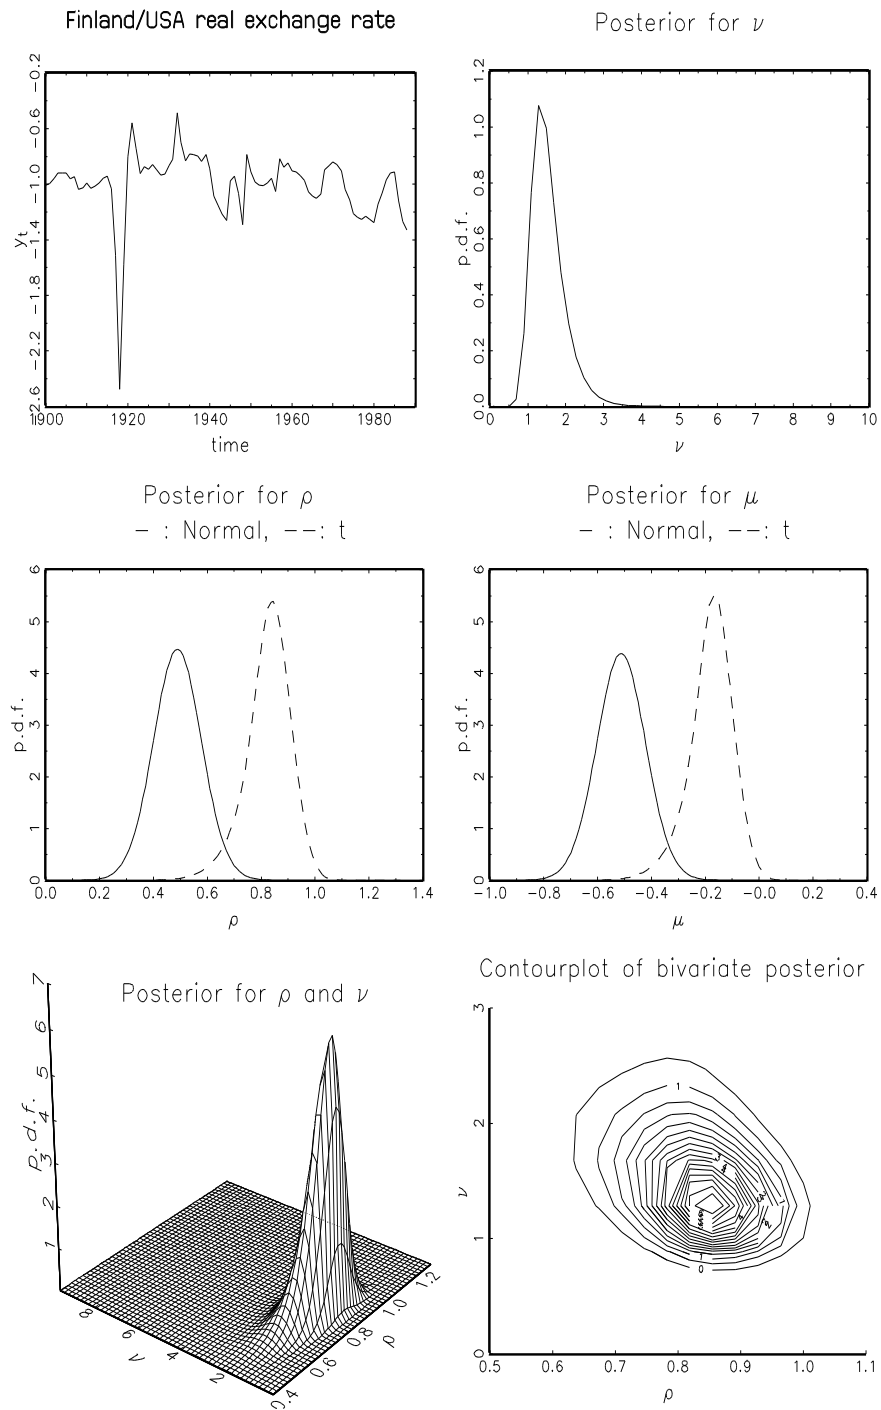 Finland/USA real exchange rate
Posterior for ν
y_t
−0.2
−0.6
−1.0
−1.4
−1.8
−2.2
−2.6
1900 1920 1940 1960 1980
time
p.d.f.
1.2
1.0
0.8
0.6
0.4
0.2
0.0
0 1 2 3 4 5 6 7 8 9 10
ν
Posterior for ρ
− : Normal, −−: t
Posterior for μ
− : Normal, −−: t
p.d.f.
6
5
4
3
2
1
0
0.0 0.2 0.4 0.6 0.8 1.0 1.2 1.4
ρ
p.d.f.
6
5
4
3
2
1
0
−1.0 −0.8 −0.6 −0.4 −0.2 −0.0 0.2 0.4
μ
Posterior for ρ and ν
p.d.f.
7
6
5
4
3
2
1
8 6 4 2
ν
0.4 0.6 0.8 1.0 1.2
ρ
Contourplot of bivariate posterior
ν
3
2
1
0
1
1
0
0.5 0.6 0.7 0.8 0.9 1.0 1.1
ρ